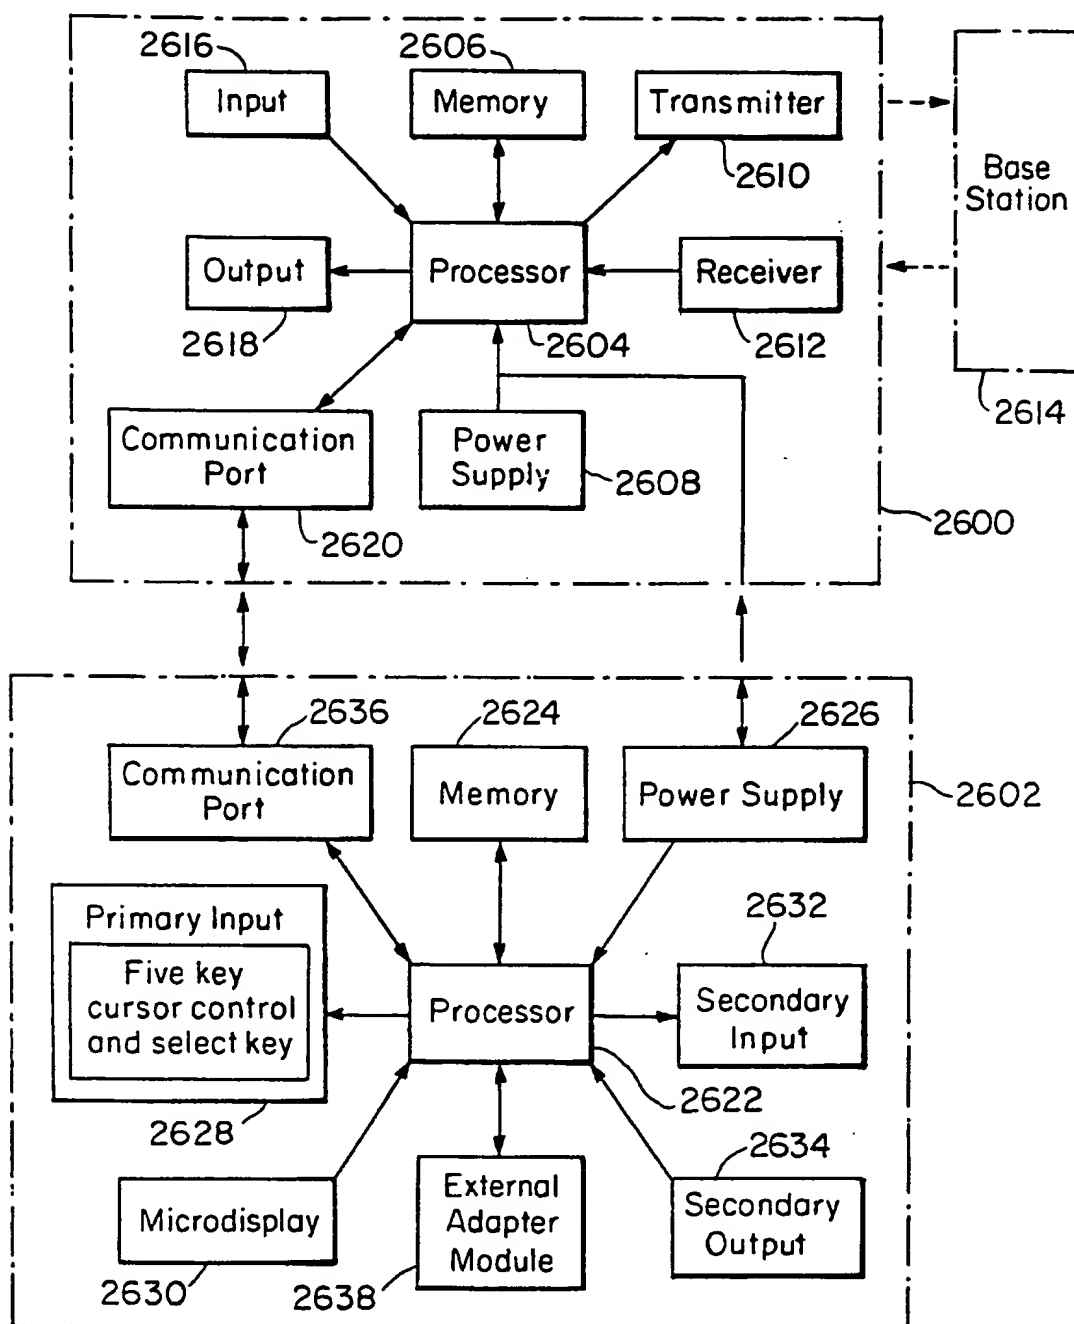 2616
2606
Input
Memory
Transmitter
2610
Base
Station
Output
Processor
Receiver
2618
2604
2612
2614
Communication
Port
Power
Supply
2608
2600
2620
2636
2624
2626
Communication
Port
Memory
Power Supply
2602
Primary Input
Five key
cursor control
and select key
2632
Processor
Secondary
Input
2628
2622
2634
Microdisplay
External
Adapter
Module
Secondary
Output
2630
2638